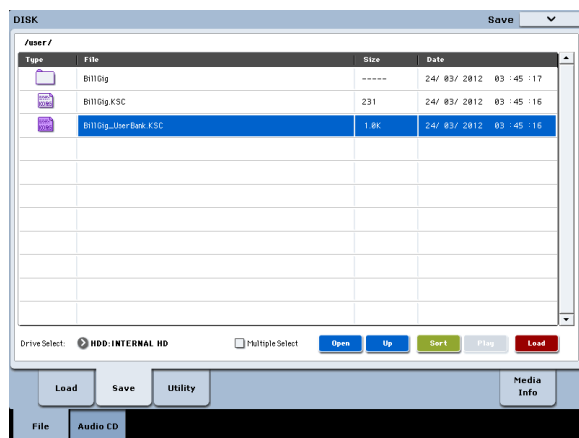 DISK Save
/user/
Type File Size Date
BillGig ----- 24/ 03/ 2012 03 :45 :17
BillGig.KSC 231 24/ 03/ 2012 03 :45 :16
BillGig_UserBank.KSC 1.0K 24/ 03/ 2012 03 :45 :16
Drive Select: HDD:INTERNAL HD Multiple Select Open Up Sort Play Load
Load Save Utility Media Info
File Audio CD